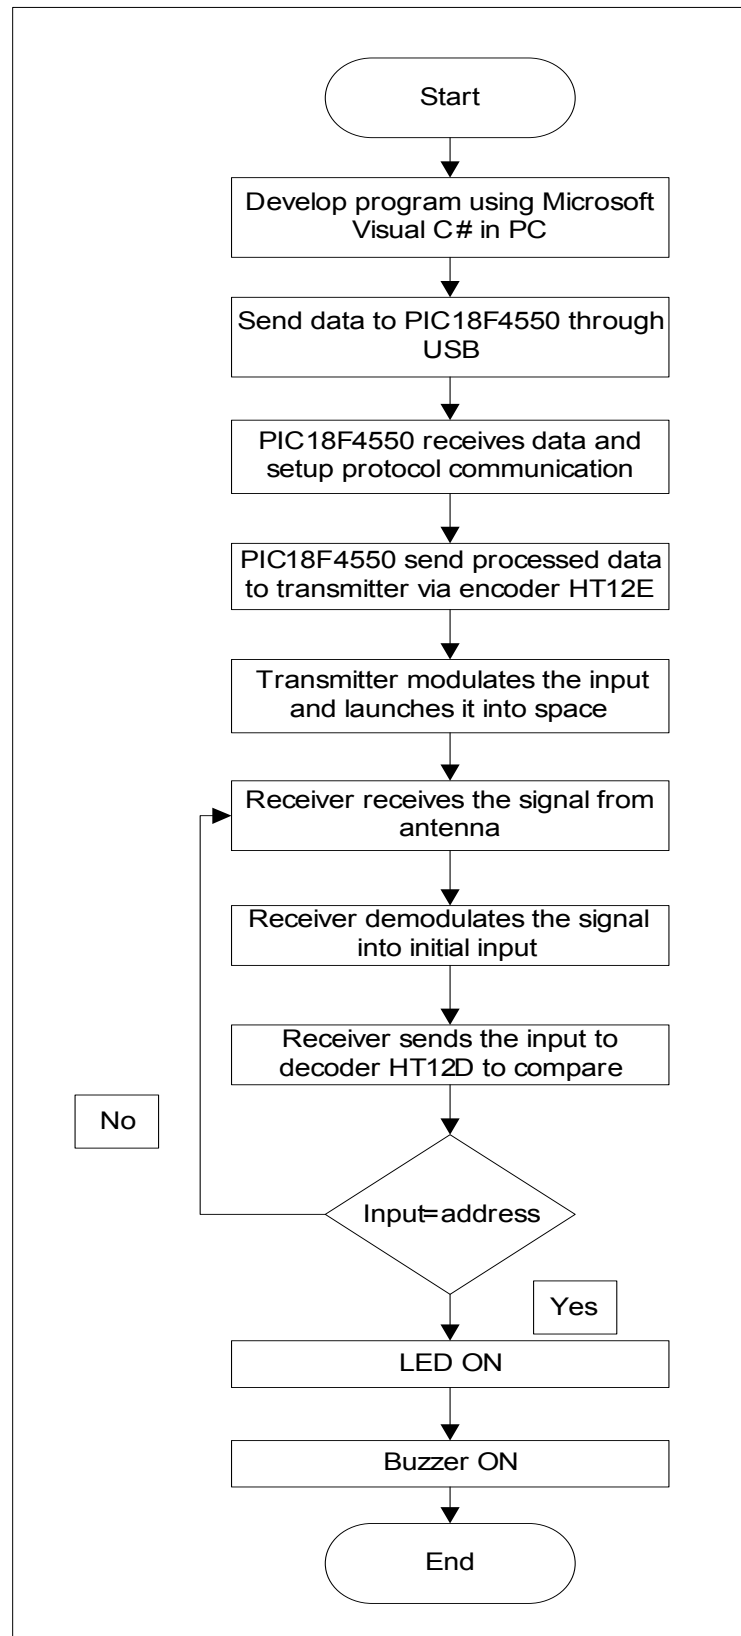 Start
Develop program using Microsoft
Visual C# in PC
Send data to PIC18F4550 through
USB
PIC18F4550 receives data and
setup protocol communication
PIC18F4550 send processed data
to transmitter via encoder HT12E
Transmitter modulates the input
and launches it into space
Receiver receives the signal from
antenna
Receiver demodulates the signal
into initial input
Receiver sends the input to
decoder HT12D to compare
No
Input=address
Yes
LED ON
Buzzer ON
End